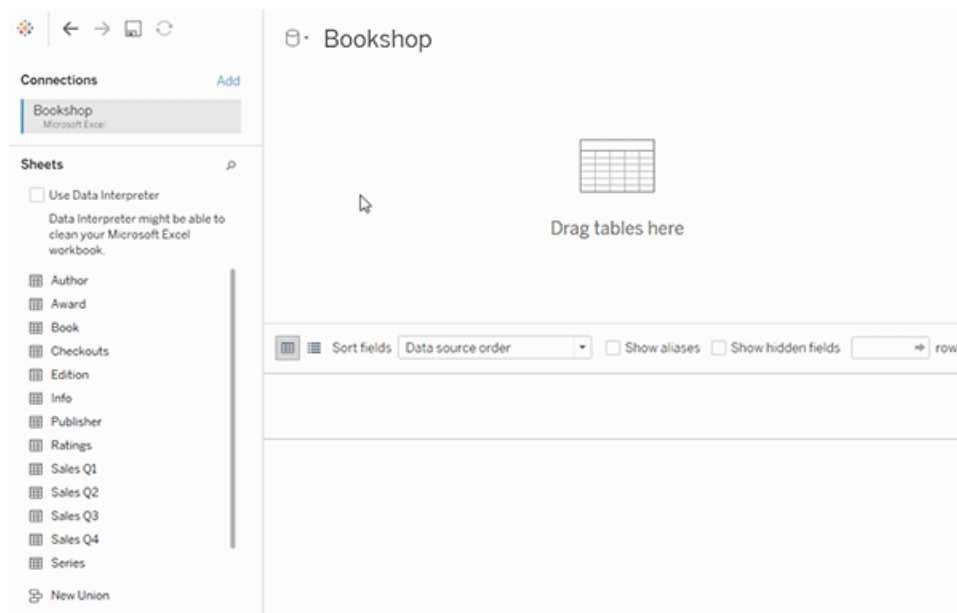 Bookshop
Connections
Add
Bookshop
Microsoft Excel
Drag tables here
Sheets
Use Data Interpreter
Data Interpreter might be able to
clean your Microsoft Excel
workbook.
Author
Award
Book
Checkouts
Edition
Info
Publisher
Ratings
Sales Q1
Sales Q2
Sales Q3
Sales Q4
Series
New Union
Sort fields Data source order Show aliases Show hidden fields row